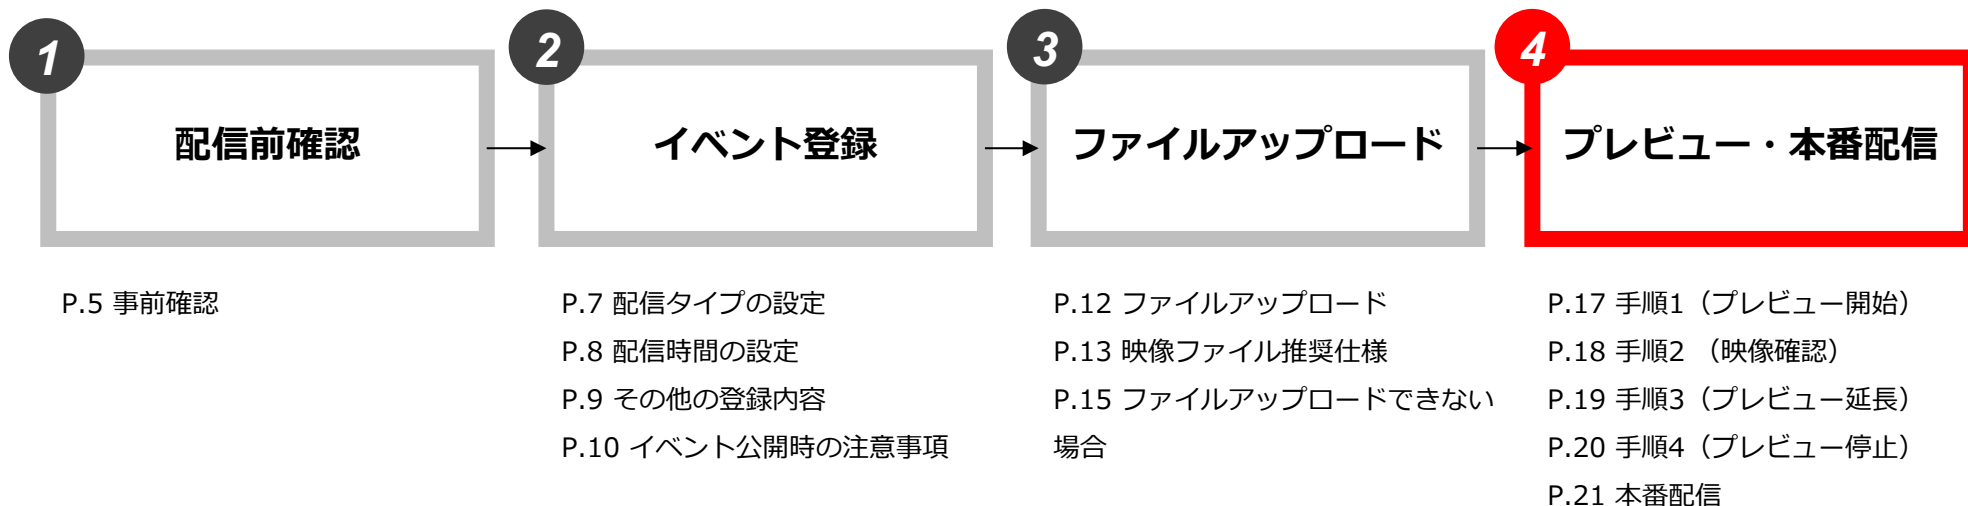 1
配信前確認
P.5 事前確認
2
イベント登録
P.7 配信タイプの設定
P.8 配信時間の設定
P.9 その他の登録内容
P.10 イベント公開時の注意事項
3
ファイルアップロード
P.12 ファイルアップロード
P.13 映像ファイル推奨仕様
P.15 ファイルアップロードできない
場合
4
プレビュー・本番配信
P.17 手順1（プレビュー開始）
P.18 手順2 （映像確認）
P.19 手順3（プレビュー延長）
P.20 手順4（プレビュー停止）
P.21 本番配信